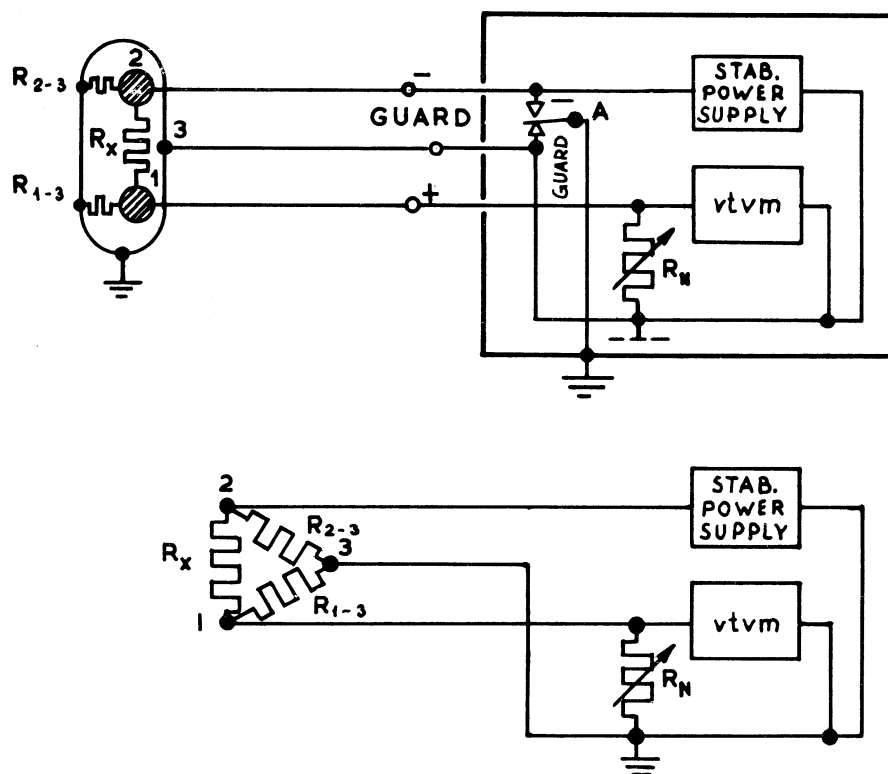 2
R2-3
STAB.
POWER
SUPPLY
-
-
A
GUARD
3
RX
GUARD
R1-3
1
+
vtvm
RN
2
STAB.
POWER
SUPPLY
R2-3
3
RX
R1-3
1
vtvm
RN